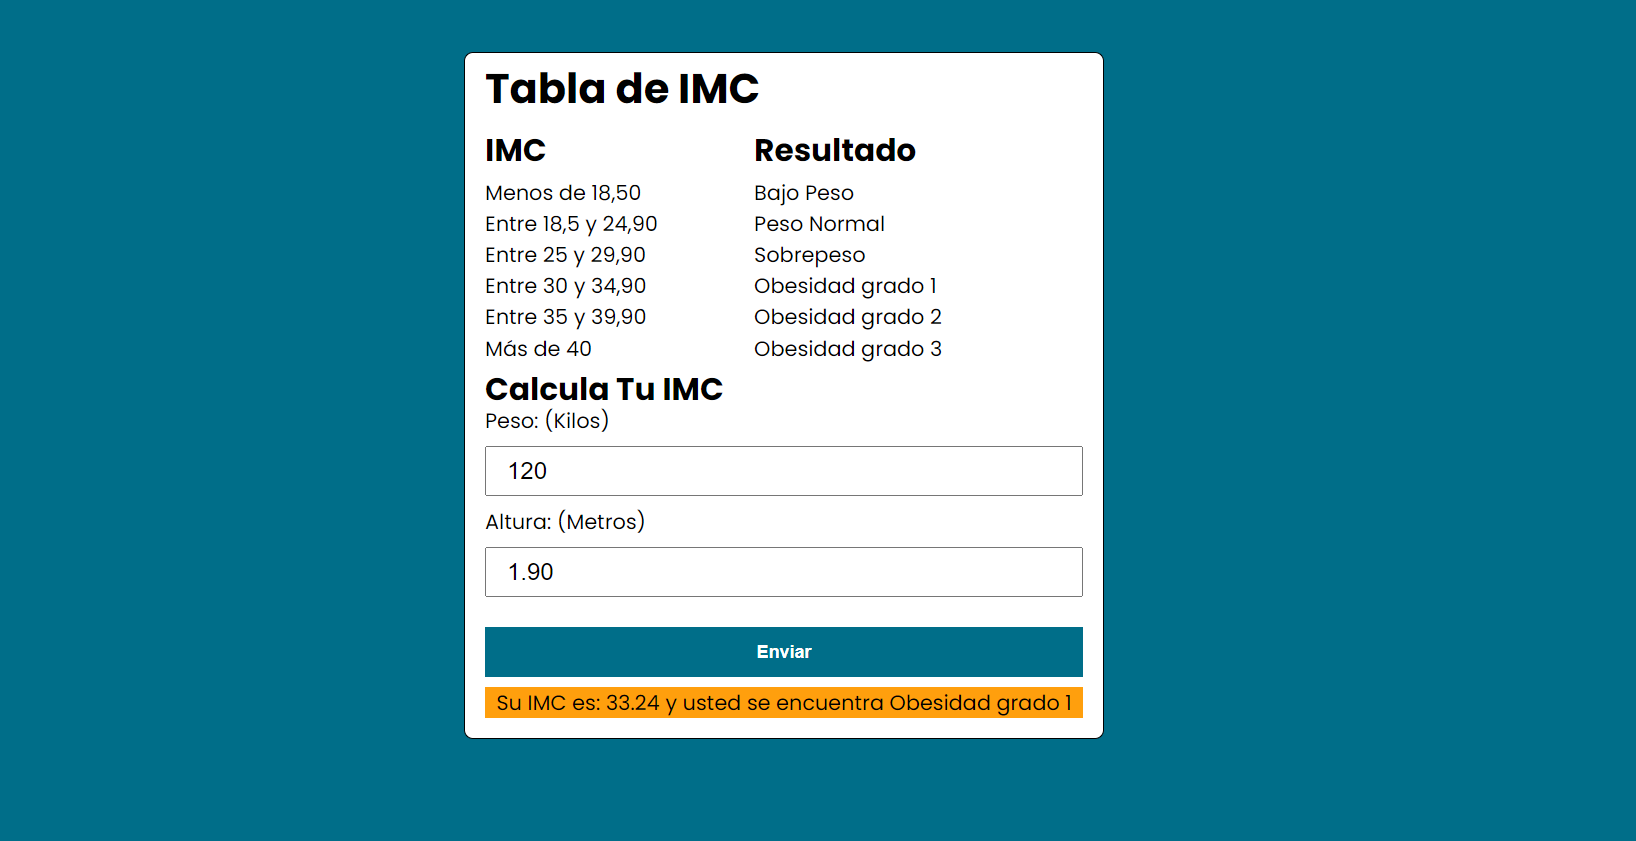 Tabla de IMC
IMC Resultado
Menos de 18,50 Bajo Peso
Entre 18,5 y 24,90 Peso Normal
Entre 25 y 29,90 Sobrepeso
Entre 30 y 34,90 Obesidad grado 1
Entre 35 y 39,90 Obesidad grado 2
Más de 40 Obesidad grado 3
Calcula Tu IMC
Peso: (Kilos)
120
Altura: (Metros)
1.90
Enviar
Su IMC es: 33.24 y usted se encuentra Obesidad grado 1